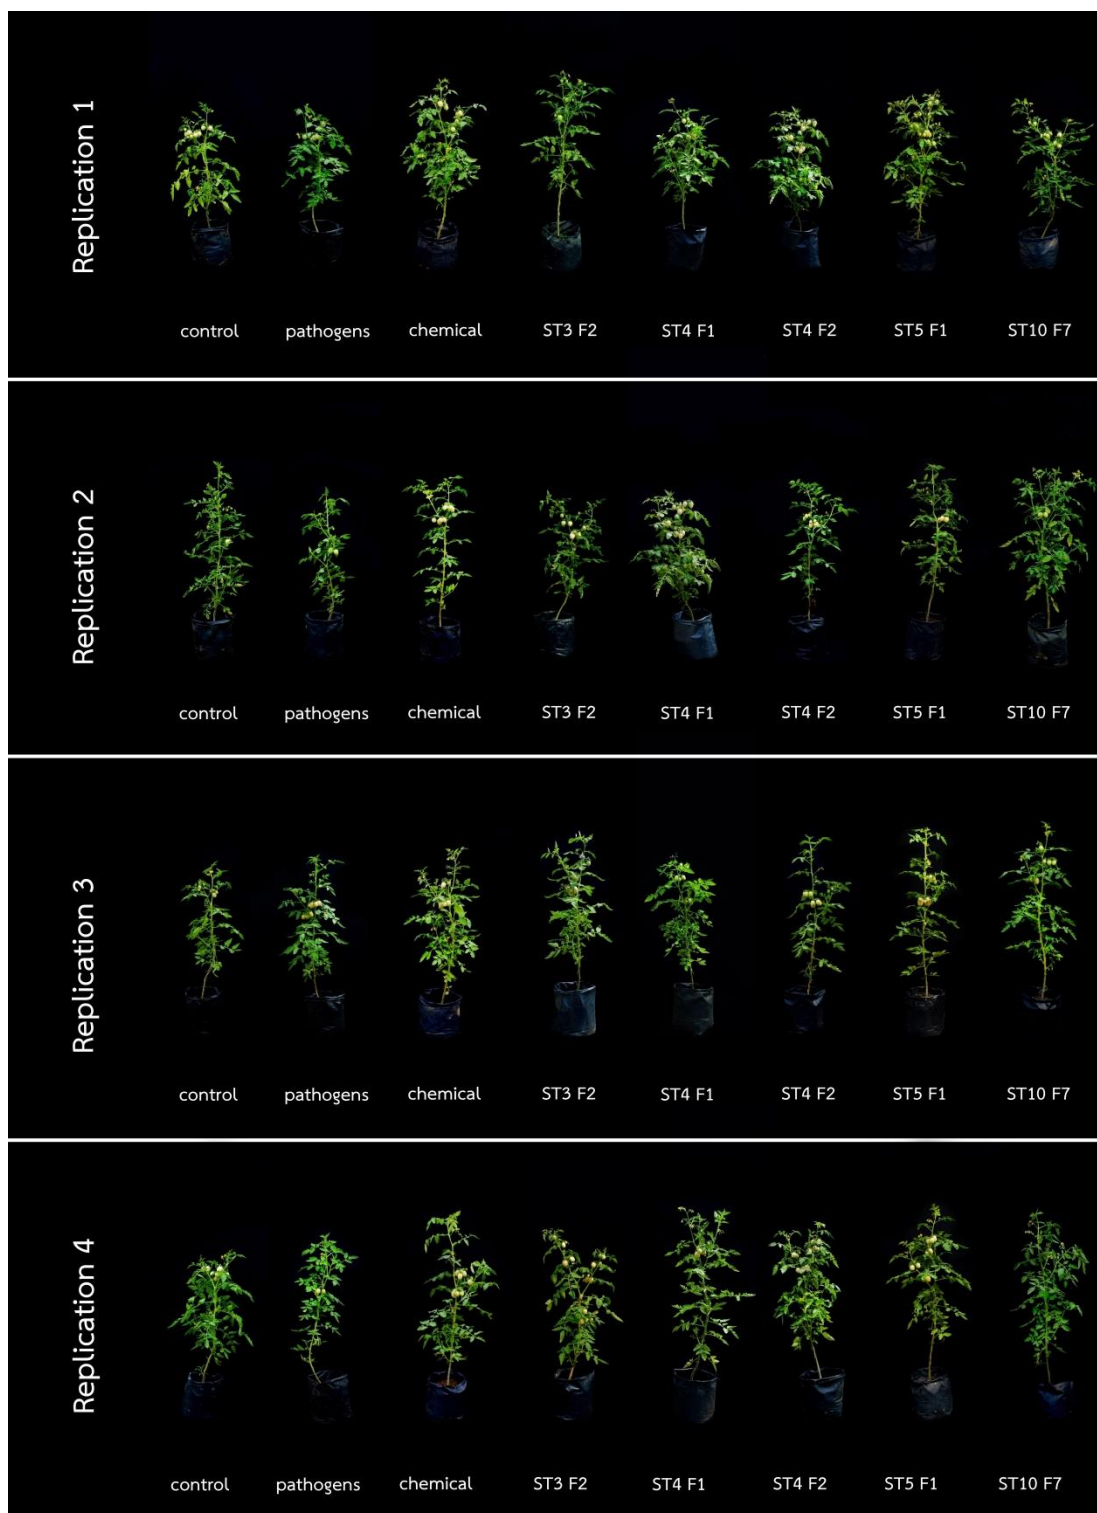 Replication 1
control pathogens chemical ST3 F2 ST4 F1 ST4 F2 ST5 F1 ST10 F7
Replication 2
control pathogens chemical ST3 F2 ST4 F1 ST4 F2 ST5 F1 ST10 F7
Replication 3
control pathogens chemical ST3 F2 ST4 F1 ST4 F2 ST5 F1 ST10 F7
Replication 4
control pathogens chemical ST3 F2 ST4 F1 ST4 F2 ST5 F1 ST10 F7